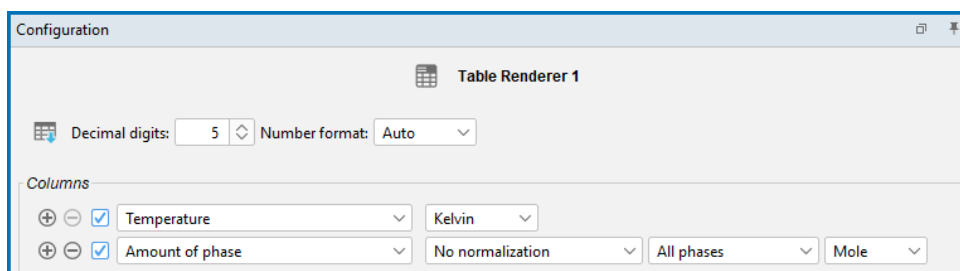 Configuration
Table Renderer 1
Decimal digits: 5 Number format: Auto
Columns
Temperature Kelvin
Amount of phase No normalization All phases Mole